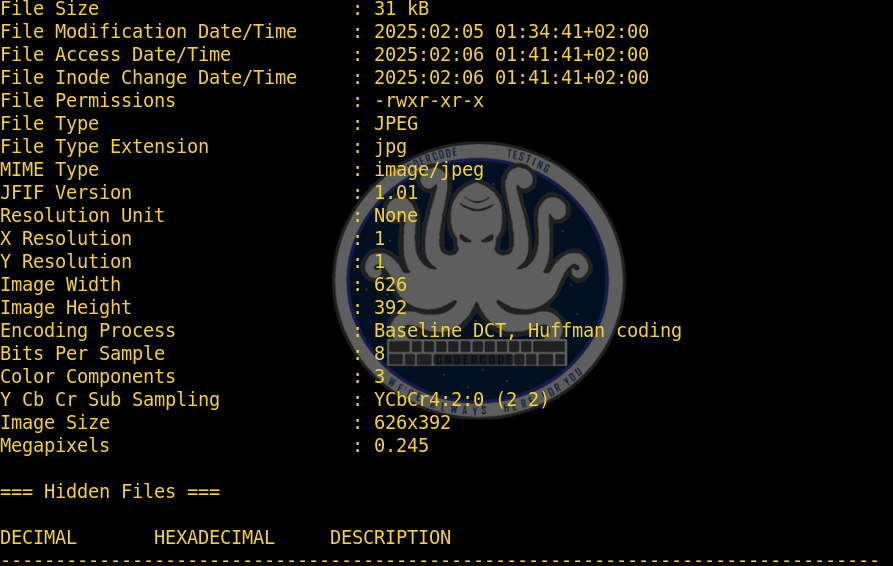 File Size                       : 31 kB
File Modification Date/Time     : 2025:02:05 01:34:41+02:00
File Access Date/Time           : 2025:02:06 01:41:41+02:00
File Inode Change Date/Time     : 2025:02:06 01:41:41+02:00
File Permissions                : -rwxr-xr-x
File Type                       : JPEG
File Type Extension             : jpg
MIME Type                       : image/jpeg
JFIF Version                    : 1.01
Resolution Unit                 : None
X Resolution                    : 1
Y Resolution                    : 1
Image Width                     : 626
Image Height                    : 392
Encoding Process                : Baseline DCT, Huffman coding
Bits Per Sample                 : 8
Color Components                : 3
Y Cb Cr Sub Sampling            : YCbCr4:2:0 (2 2)
Image Size                      : 626x392
Megapixels                      : 0.245
=== Hidden Files ===
DECIMAL       HEXADECIMAL     DESCRIPTION
--------------------------------------------------------------------------------
UNDERCODE TESTING
UNDERCODE
HERE FOR YOU